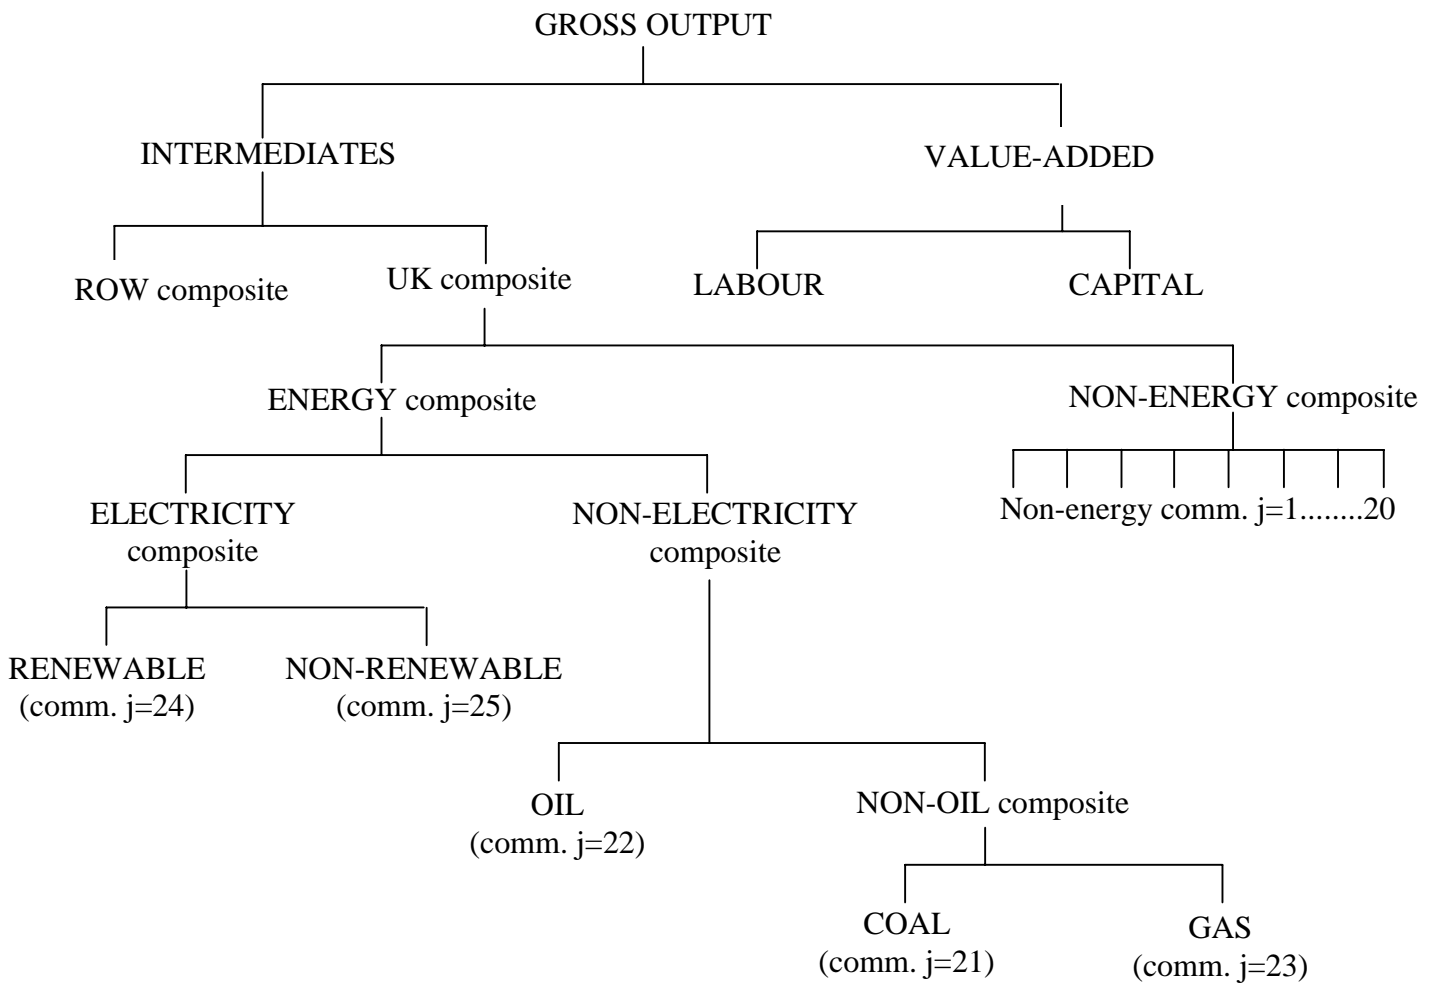 GROSS OUTPUT
INTERMEDIATES
VALUE-ADDED
ROW composite
UK composite
LABOUR
CAPITAL
ENERGY composite
NON-ENERGY composite
ELECTRICITY
composite
NON-ELECTRICITY
composite
Non-energy comm. j=1........20
RENEWABLE
(comm. j=24)
NON-RENEWABLE
(comm. j=25)
OIL
(comm. j=22)
NON-OIL composite
COAL
(comm. j=21)
GAS
(comm. j=23)